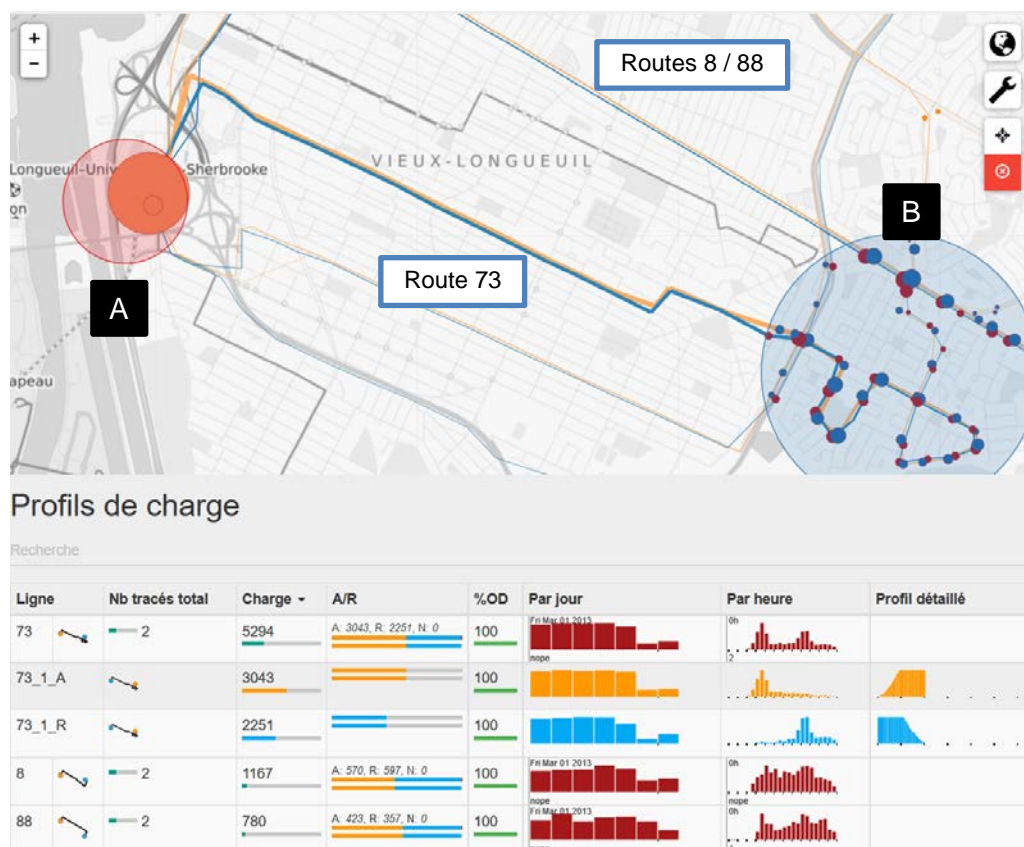 +
−
Routes 8 / 88
VIEUX-LONGUEUIL
Longueuil-Univ -Sherbrooke
on
B
Route 73
A
apeau
Profils de charge
Recherche
Ligne Nb tracés total Charge A/R %OD Par jour Par heure Profil détaillé
73 2 5294 A: 3043, R: 2251, N: 0 100 Fri Mar 01 2013 nope 0h 2
73_1_A 3043 100
73_1_R 2251 100
8 2 1167 A: 570, R: 597, N: 0 100 Fri Mar 01 2013 nope 0h nope
88 2 780 A: 423, R: 357, N: 0 100 Fri Mar 01 2013 0h